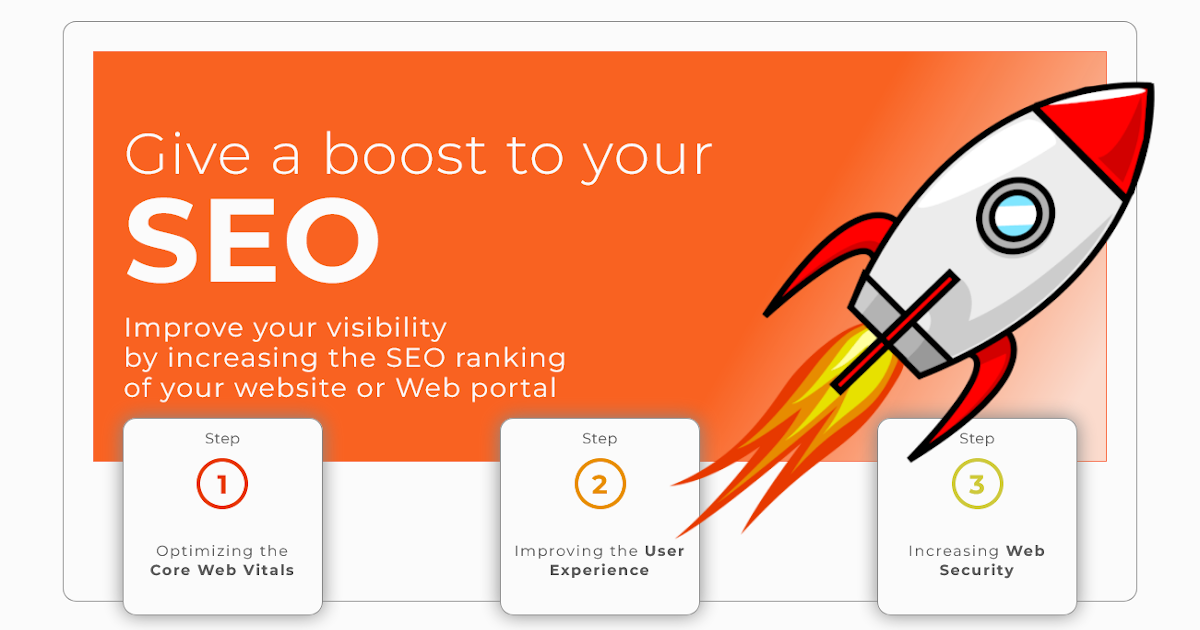 Give a boost to your
SEO
Improve your visibility
by increasing the SEO ranking
of your website or Web portal
Step
1
Optimizing the
Core Web Vitals
Step
2
Improving the User
Experience
Step
3
Increasing Web
Security